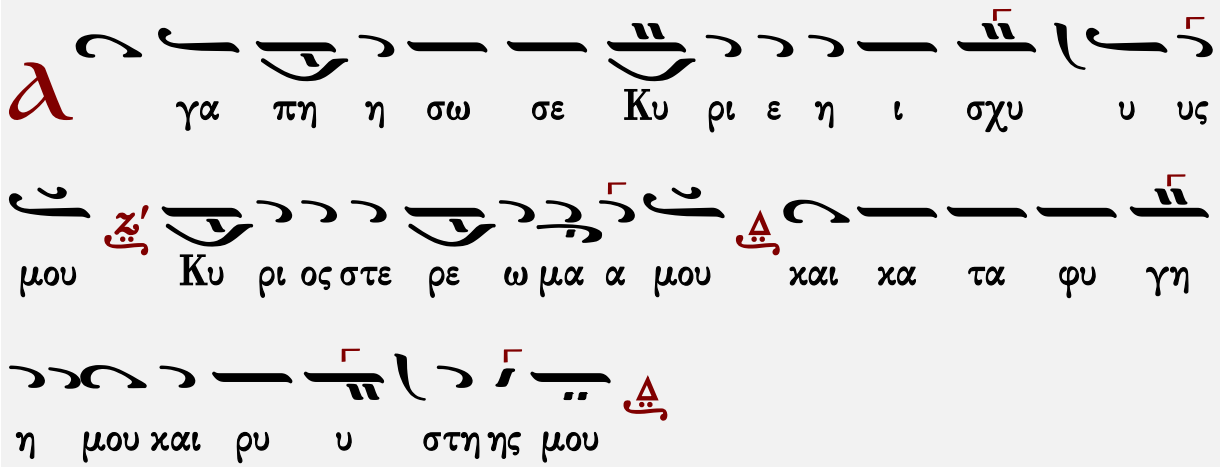 α γα πη η σω σε Κυ ρι ε η ι σχυ υ υς
μου z′ Κυ ρι ος στε ρε ω μα α μου Δ και κα τα φυ γη
η μου και ρυ υ στη ης μου Δ